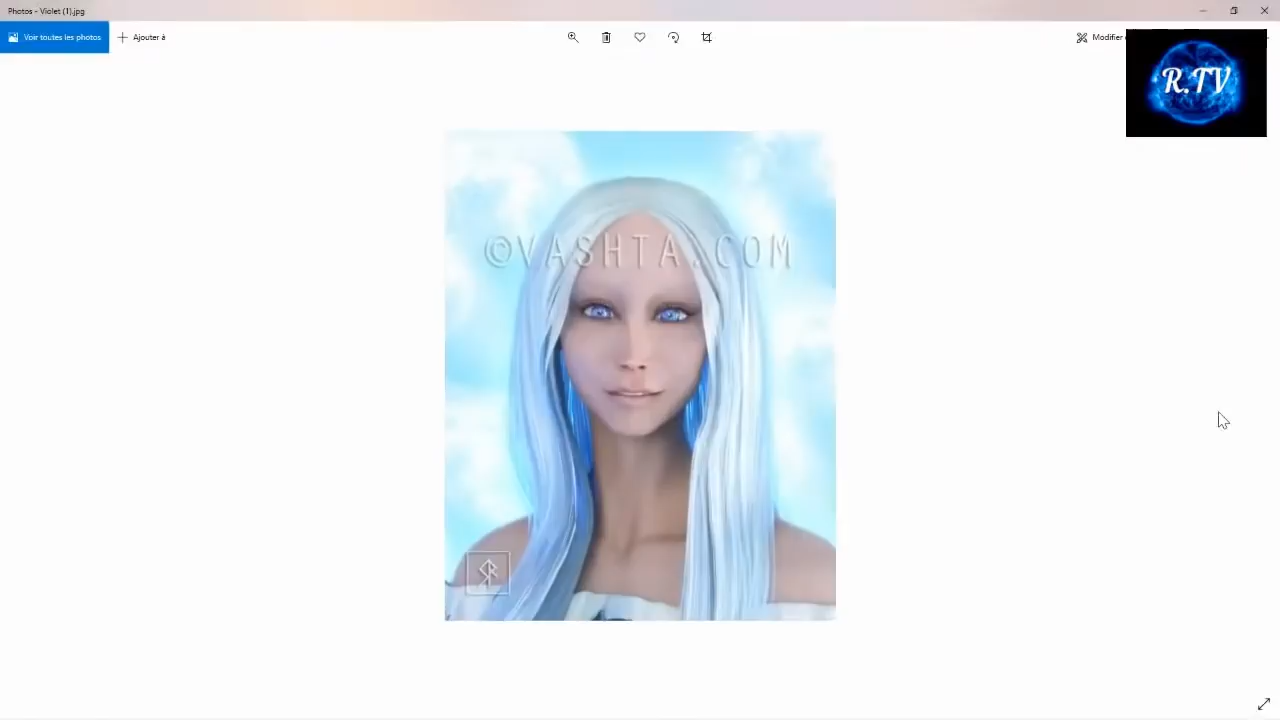 Photos - Violet (1).jpg
Voir toutes les photos
Ajouter à
Modifier
R.TV
©VASHTA.COM